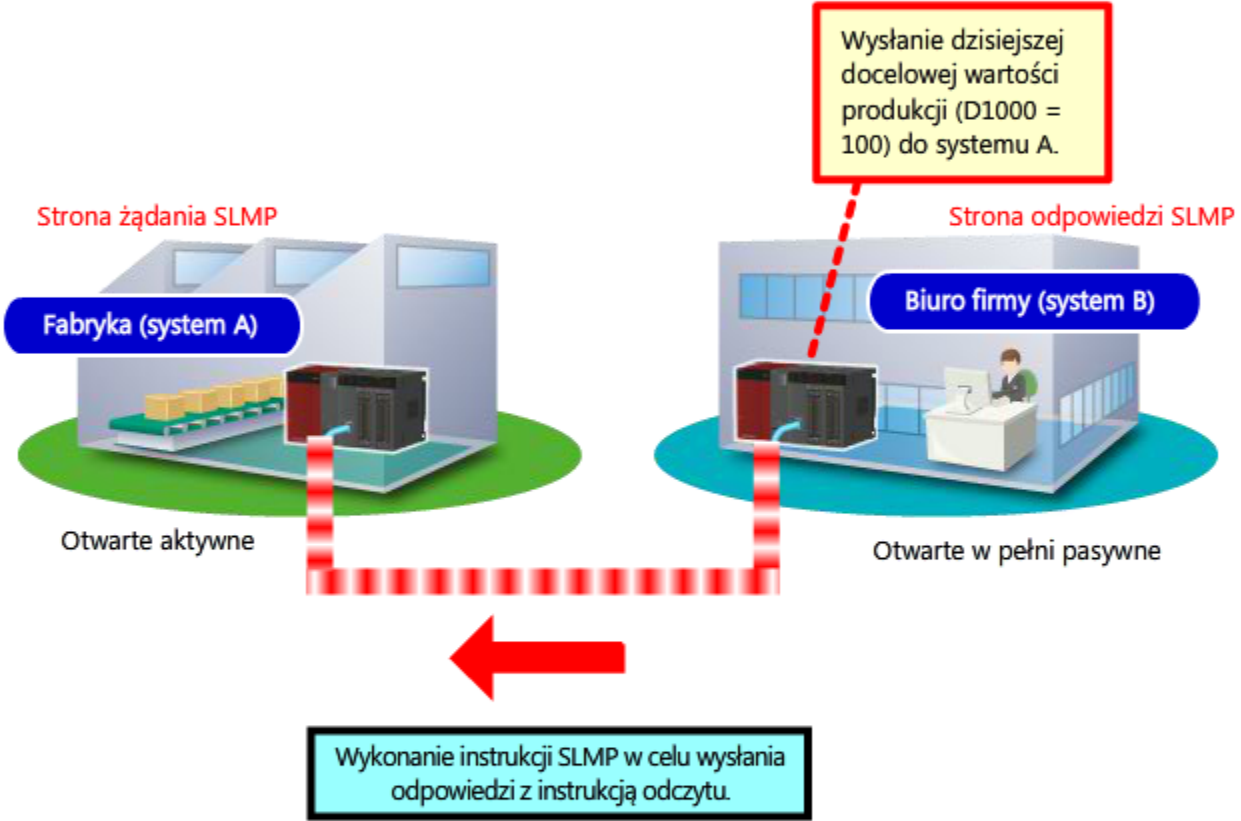 Wysłanie dzisiejszej
docelowej wartości
produkcji (D1000 =
100) do systemu A.
Strona żądania SLMP
Strona odpowiedzi SLMP
Fabryka (system A)
Biuro firmy (system B)
Otwarte aktywne
Otwarte w pełni pasywne
Wykonanie instrukcji SLMP w celu wysłania
odpowiedzi z instrukcją odczytu.